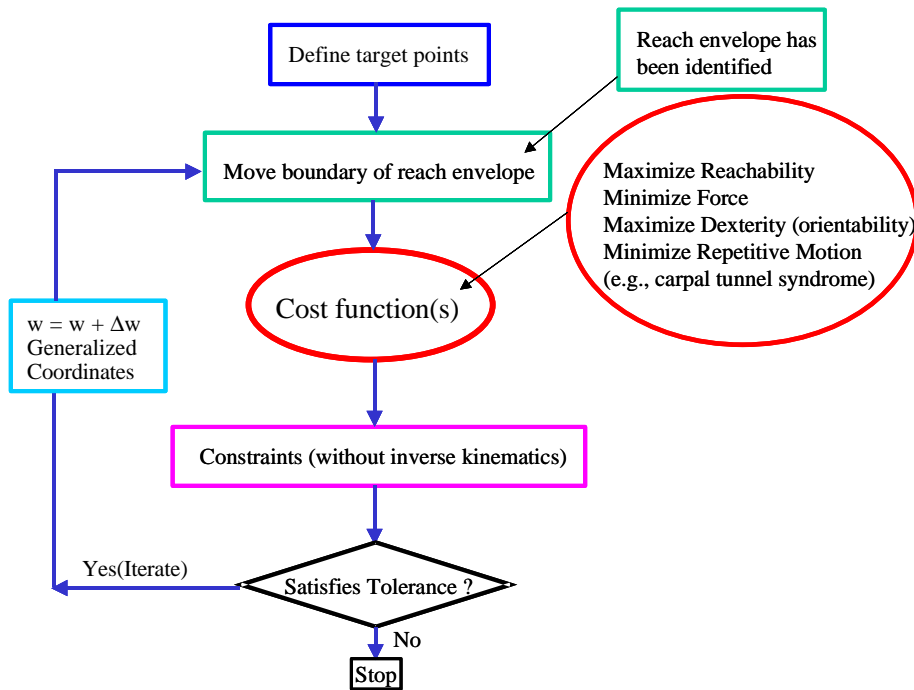 Define target points
Reach envelope has
been identified
Move boundary of reach envelope
Maximize Reachability
Minimize Force
Maximize Dexterity (orientability)
Minimize Repetitive Motion
(e.g., carpal tunnel syndrome)
Cost function(s)
w = w + Δw
Generalized
Coordinates
Constraints (without inverse kinematics)
Yes(Iterate)
Satisfies Tolerance ?
No
Stop